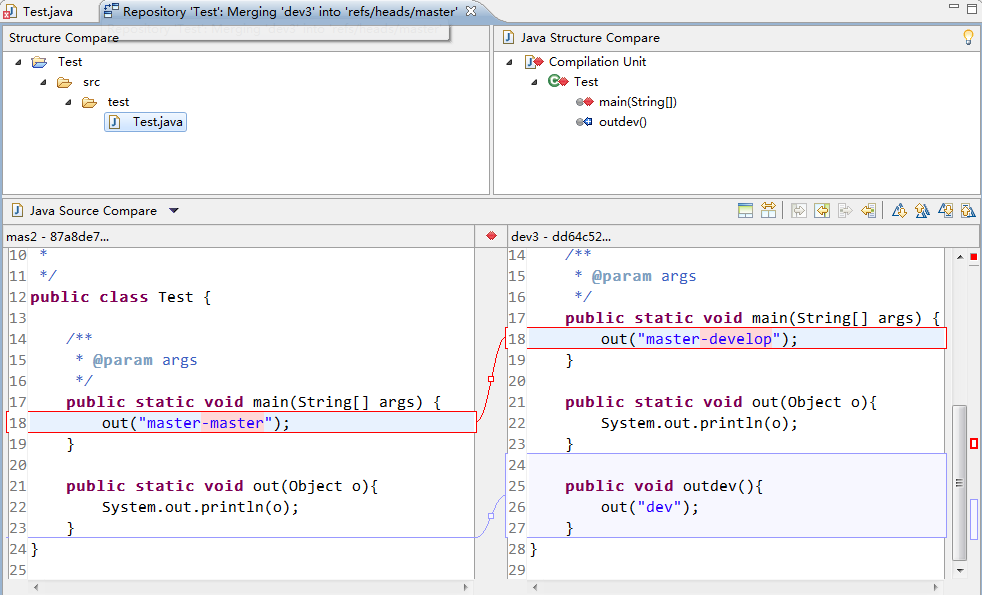 Test.java
Repository 'Test': Merging 'dev3' into 'refs/heads/master'
Structure Compare
Test
src
test
Test.java
Java Structure Compare
Compilation Unit
Test
main(String[])
outdev()
Java Source Compare
mas2 - 87a8de7...
10 *
11 */
12 public class Test {
13
14 /**
15 * @param args
16 */
17 public static void main(String[] args) {
18 out("master-master");
19 }
20
21 public static void out(Object o){
22 System.out.println(o);
23 }
24 }
25
dev3 - dd64c52...
14 /**
15 * @param args
16 */
17 public static void main(String[] args) {
18 out("master-develop");
19 }
20
21 public static void out(Object o){
22 System.out.println(o);
23 }
24
25 public void outdev(){
26 out("dev");
27 }
28 }
29